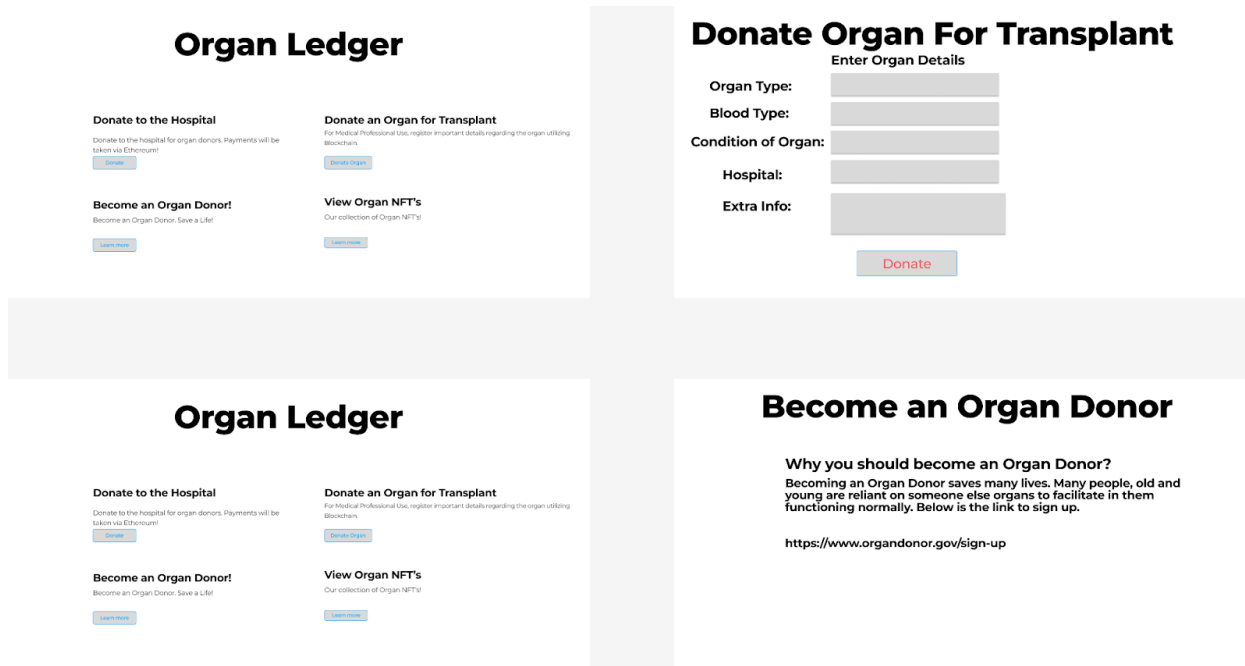 Organ Ledger
Donate to the Hospital
Donate to the hospital for organ donors. Payments will be
taken via Ethereum!
Donate
Donate an Organ for Transplant
For Medical Professional Use, register important details regarding the organ utilizing
Blockchain.
Donate Organ
Become an Organ Donor!
Become an Organ Donor. Save a Life!
Learn more
View Organ NFT's
Our collection of Organ NFT's!
Learn more
Donate Organ For Transplant
Enter Organ Details
Organ Type:
Blood Type:
Condition of Organ:
Hospital:
Extra Info:
Donate
Organ Ledger
Donate to the Hospital
Donate to the hospital for organ donors. Payments will be
taken via Ethereum!
Donate
Donate an Organ for Transplant
For Medical Professional Use, register important details regarding the organ utilizing
Blockchain.
Donate Organ
Become an Organ Donor!
Become an Organ Donor. Save a Life!
Learn more
View Organ NFT's
Our collection of Organ NFT's!
Learn more
Become an Organ Donor
Why you should become an Organ Donor?
Becoming an Organ Donor saves many lives. Many people, old and
young are reliant on someone else organs to facilitate in them
functioning normally. Below is the link to sign up.
https://www.organdonor.gov/sign-up